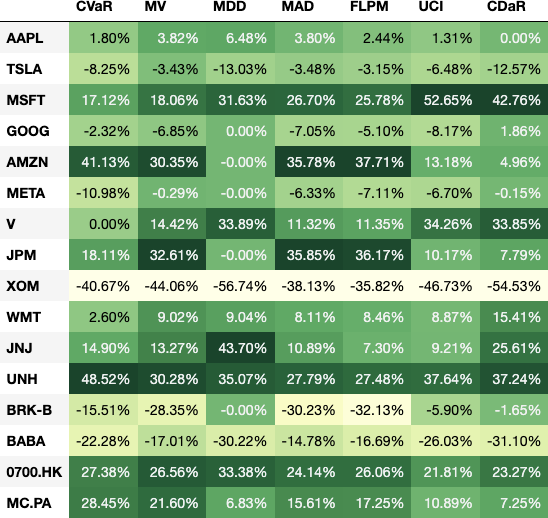 CVaR MV MDD MAD FLPM UCI CDaR
AAPL 1.80% 3.82% 6.48% 3.80% 2.44% 1.31% 0.00%
TSLA -8.25% -3.43% -13.03% -3.48% -3.15% -6.48% -12.57%
MSFT 17.12% 18.06% 31.63% 26.70% 25.78% 52.65% 42.76%
GOOG -2.32% -6.85% 0.00% -7.05% -5.10% -8.17% 1.86%
AMZN 41.13% 30.35% -0.00% 35.78% 37.71% 13.18% 4.96%
META -10.98% -0.29% -0.00% -6.33% -7.11% -6.70% -0.15%
V 0.00% 14.42% 33.89% 11.32% 11.35% 34.26% 33.85%
JPM 18.11% 32.61% -0.00% 35.85% 36.17% 10.17% 7.79%
XOM -40.67% -44.06% -56.74% -38.13% -35.82% -46.73% -54.53%
WMT 2.60% 9.02% 9.04% 8.11% 8.46% 8.87% 15.41%
JNJ 14.90% 13.27% 43.70% 10.89% 7.30% 9.21% 25.61%
UNH 48.52% 30.28% 35.07% 27.79% 27.48% 37.64% 37.24%
BRK-B -15.51% -28.35% -0.00% -30.23% -32.13% -5.90% -1.65%
BABA -22.28% -17.01% -30.22% -14.78% -16.69% -26.03% -31.10%
0700.HK 27.38% 26.56% 33.38% 24.14% 26.06% 21.81% 23.27%
MC.PA 28.45% 21.60% 6.83% 15.61% 17.25% 10.89% 7.25%